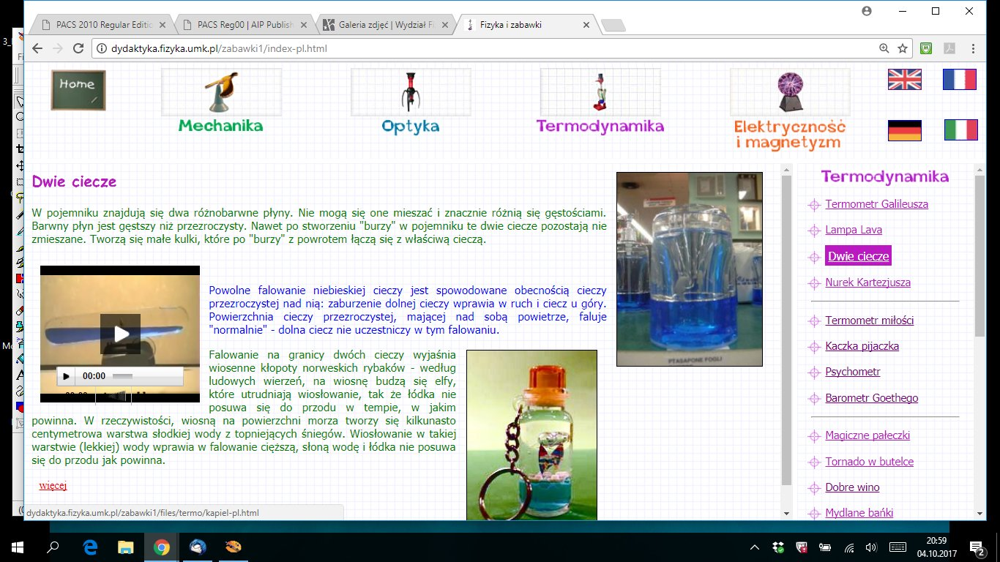 PACS 2010 Regular Editio
PACS Reg00 | AIP Publish
Galeria zdjęć | Wydział Fi
Fizyka i zabawki
dydaktyka.fizyka.umk.pl/zabawki1/index-pl.html
Home
Mechanika
Optyka
Termodynamika
Elektryczność
i magnetyzm
Dwie ciecze
W pojemniku znajdują się dwa różnobarwne płyny. Nie mogą się one mieszać i znacznie różnią się gęstościami.
Barwny płyn jest gęstszy niż przezroczysty. Nawet po stworzeniu "burzy" w pojemniku te dwie ciecze pozostają nie
zmieszane. Tworzą się małe kulki, które po "burzy" z powrotem łączą się z właściwą cieczą.
00:00
Powolne falowanie niebieskiej cieczy jest spowodowane obecnością cieczy
przezroczystej nad nią: zaburzenie dolnej cieczy wprawia w ruch i ciecz u góry.
Powierzchnia cieczy przezroczystej, mającej nad sobą powietrze, faluje
"normalnie" - dolna ciecz nie uczestniczy w tym falowaniu.
Falowanie na granicy dwóch cieczy wyjaśnia
wiosenne kłopoty norweskich rybaków - według
ludowych wierzeń, na wiosnę budzą się elfy,
które utrudniają wiosłowanie, tak że łódka nie
posuwa się do przodu w tempie, w jakim
powinna. W rzeczywistości, wiosną na powierzchni morza tworzy się kilkunasto
centymetrowa warstwa słodkiej wody z topniejących śniegów. Wiosłowanie w takiej
warstwie (lekkiej) wody wprawia w falowanie cięższą, słoną wodę i łódka nie posuwa
się do przodu jak powinna.
więcej
dydaktyka.fizyka.umk.pl/zabawki1/files/termo/kapiel-pl.html
PTAGAPONE FOGLI
Termodynamika
Termometr Galileusza
Lampa Lava
Dwie ciecze
Nurek Kartezjusza
Termometr miłości
Kaczka pijaczka
Psychometr
Barometr Goethego
Magiczne pałeczki
Tornado w butelce
Dobre wino
Mydlane bańki
20:59
04.10.2017
2